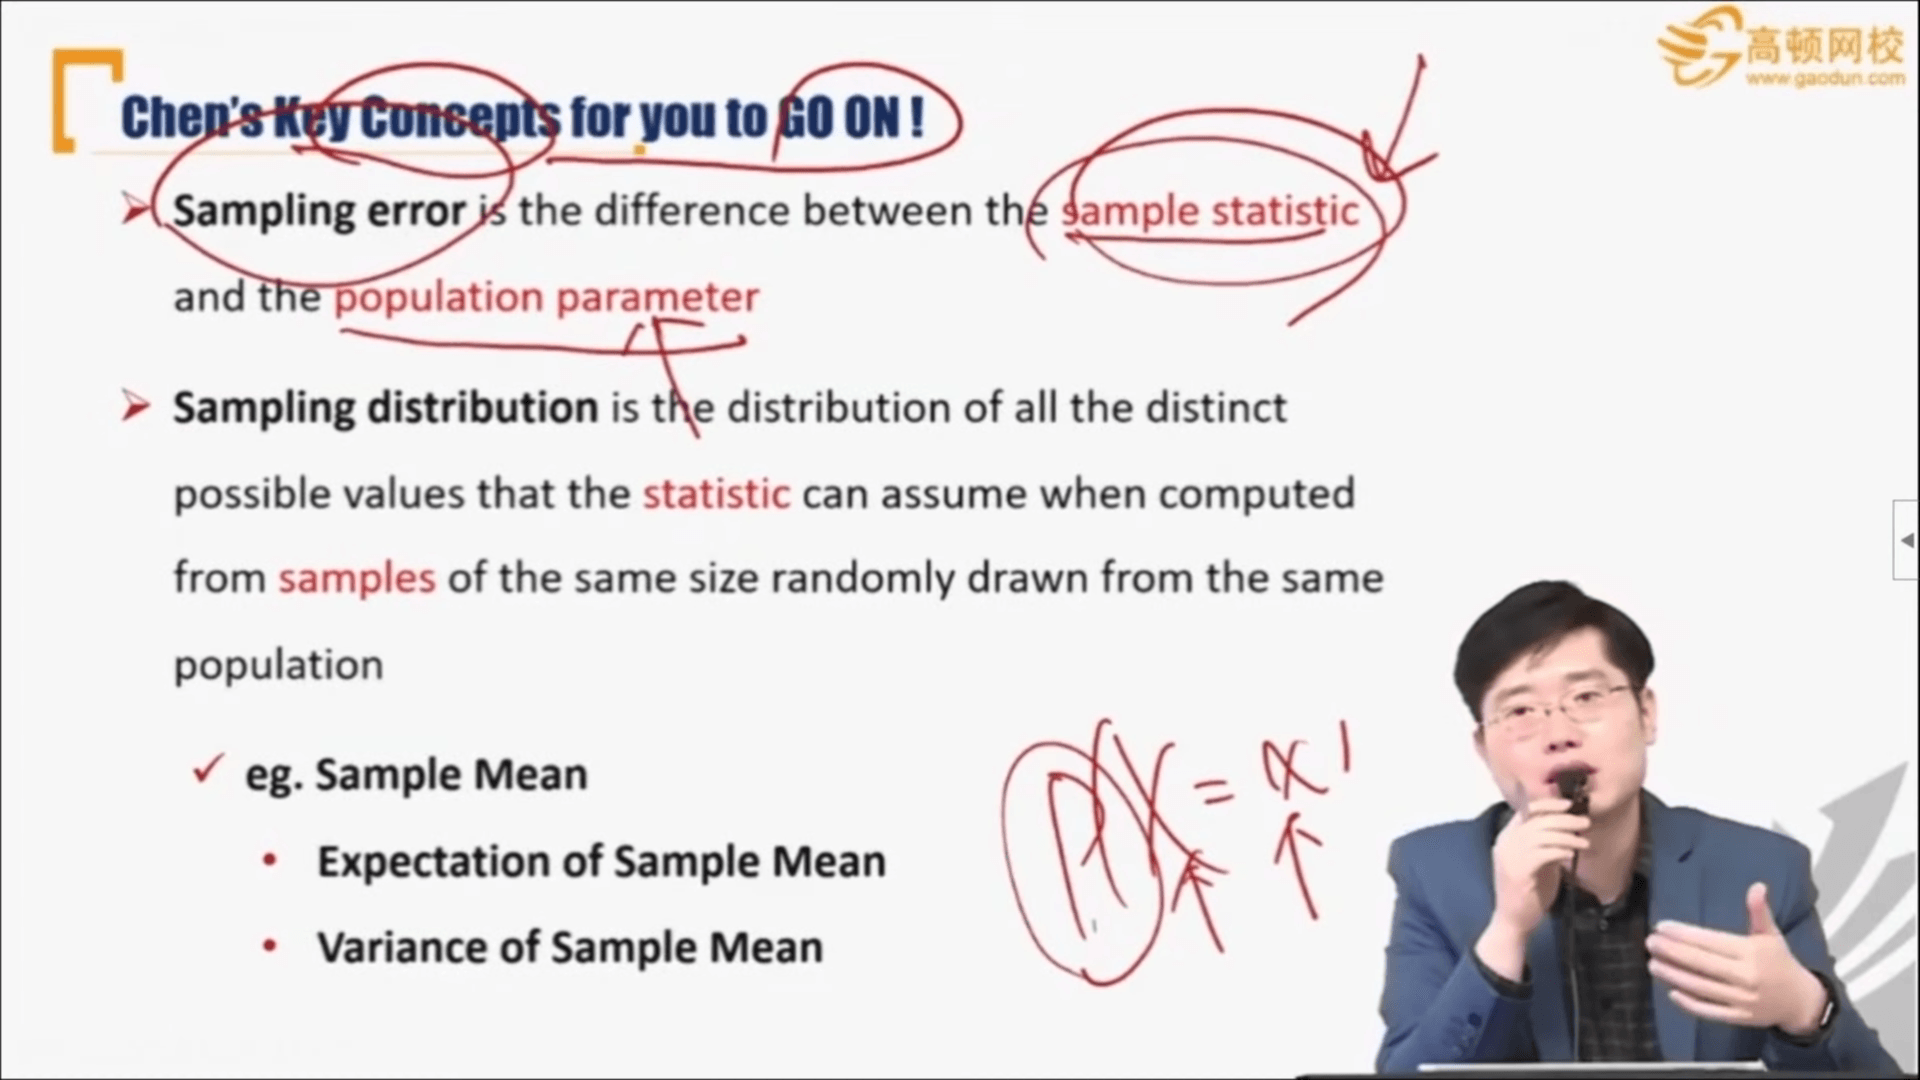 高顿网校
www.gaodun.com
Chen's Key Concepts for you to GO ON !
Sampling error is the difference between the sample statistic
and the population parameter
Sampling distribution is the distribution of all the distinct
possible values that the statistic can assume when computed
from samples of the same size randomly drawn from the same
population
eg. Sample Mean
Expectation of Sample Mean
Variance of Sample Mean